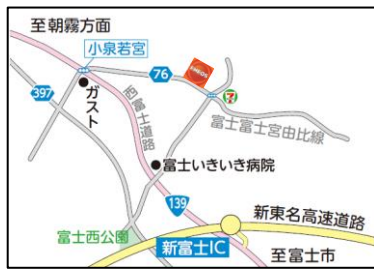 至朝霧方面
小泉若宮
76
ENEOS
7
397
ガスト
西富士道路
富士富士宮由比線
富士いきいき病院
139
新東名高速道路
富士西公園
新富士IC
至富士市